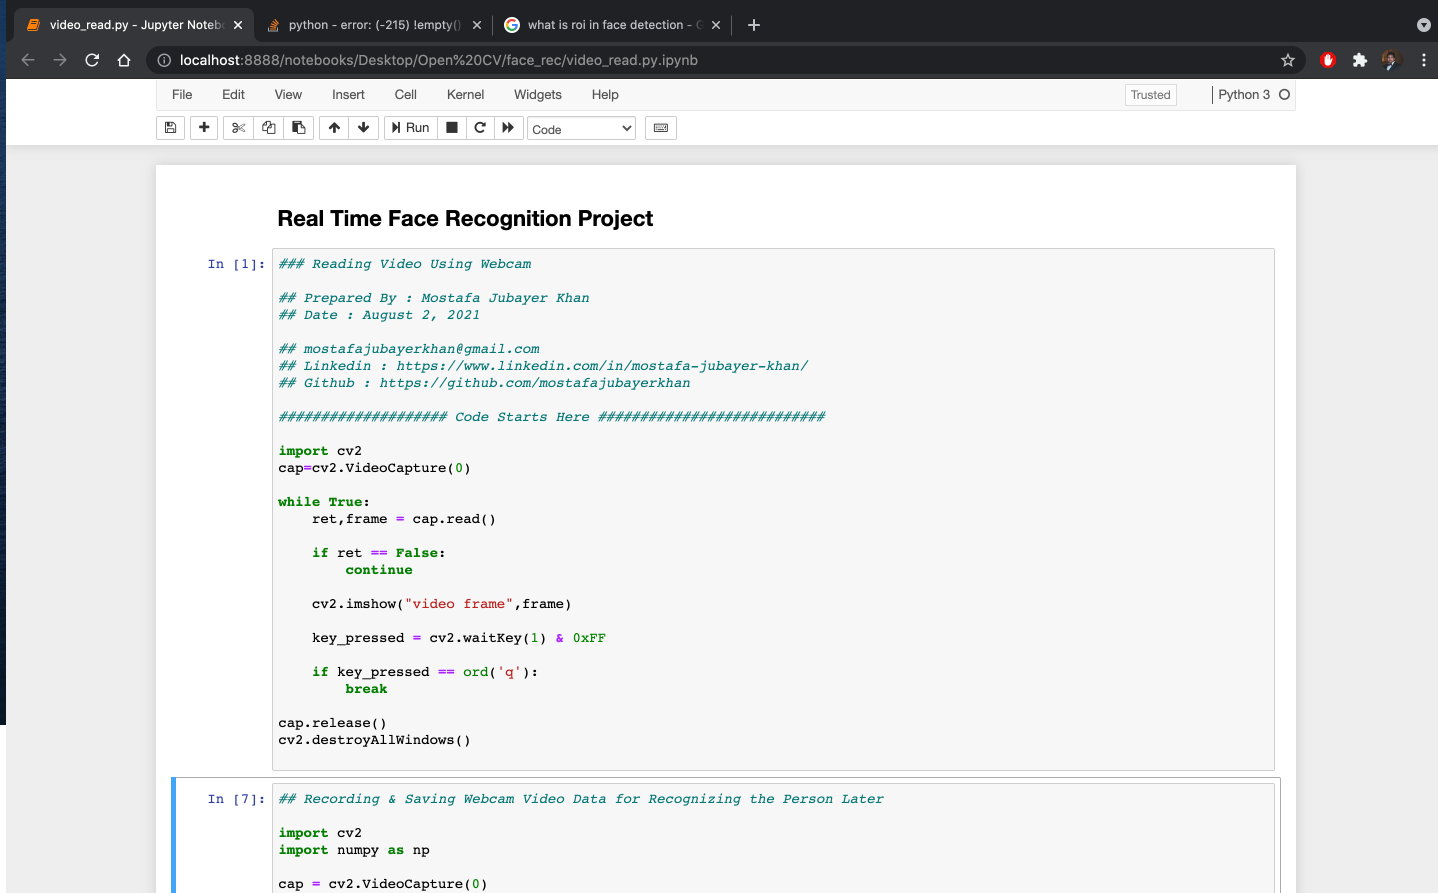 video_read.py - Jupyter Noteb
python - error: (-215) !empty()
what is roi in face detection - G
localhost:8888/notebooks/Desktop/Open%20CV/face_rec/video_read.py.ipynb
File Edit View Insert Cell Kernel Widgets Help
Trusted
Python 3
Run
Code
Real Time Face Recognition Project
In [1]:
### Reading Video Using Webcam
## Prepared By : Mostafa Jubayer Khan
## Date : August 2, 2021
## mostafajubayerkhan@gmail.com
## Linkedin : https://www.linkedin.com/in/mostafa-jubayer-khan/
## Github : https://github.com/mostafajubayerkhan
#################### Code Starts Here ###########################
import cv2
cap=cv2.VideoCapture(0)
while True:
    ret,frame = cap.read()
    if ret == False:
        continue
    cv2.imshow("video frame",frame)
    key_pressed = cv2.waitKey(1) & 0xFF
    if key_pressed == ord('q'):
        break
cap.release()
cv2.destroyAllWindows()
In [7]:
## Recording & Saving Webcam Video Data for Recognizing the Person Later
import cv2
import numpy as np
cap = cv2.VideoCapture(0)